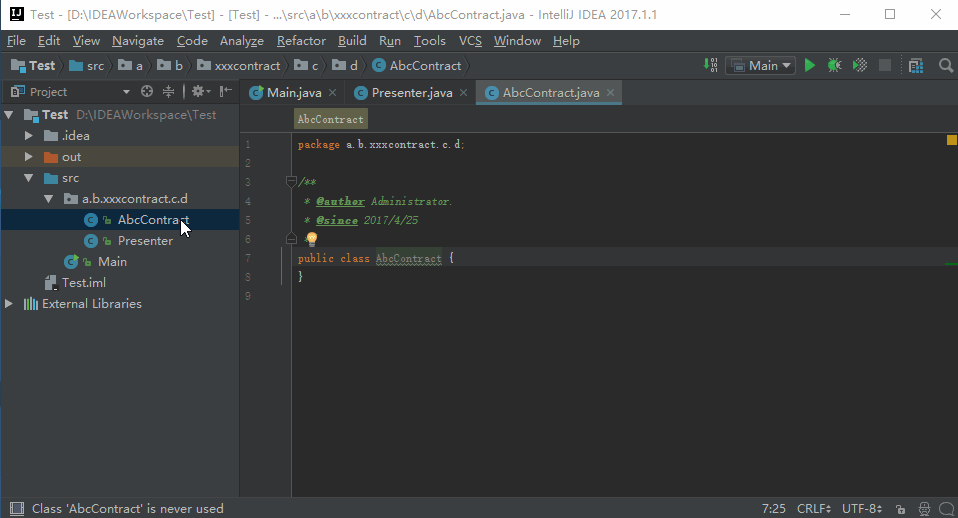 Test - [D:\IDEAWorkspace\Test] - [Test] - ...\src\a\b\xxxcontract\c\d\AbcContract.java - IntelliJ IDEA 2017.1.1
File Edit View Navigate Code Analyze Refactor Build Run Tools VCS Window Help
Test src a b xxxcontract c d AbcContract Main
Project
Main.java Presenter.java AbcContract.java
Test D:\IDEAWorkspace\Test
.idea
out
src
a.b.xxxcontract.c.d
AbcContract
Presenter
Main
Test.iml
External Libraries
AbcContract
1 package a.b.xxxcontract.c.d;
2
3 /**
4 * @author Administrator.
5 * @since 2017/4/25
6 *
7 public class AbcContract {
8 }
9
Class 'AbcContract' is never used 7:25 CRLF UTF-8